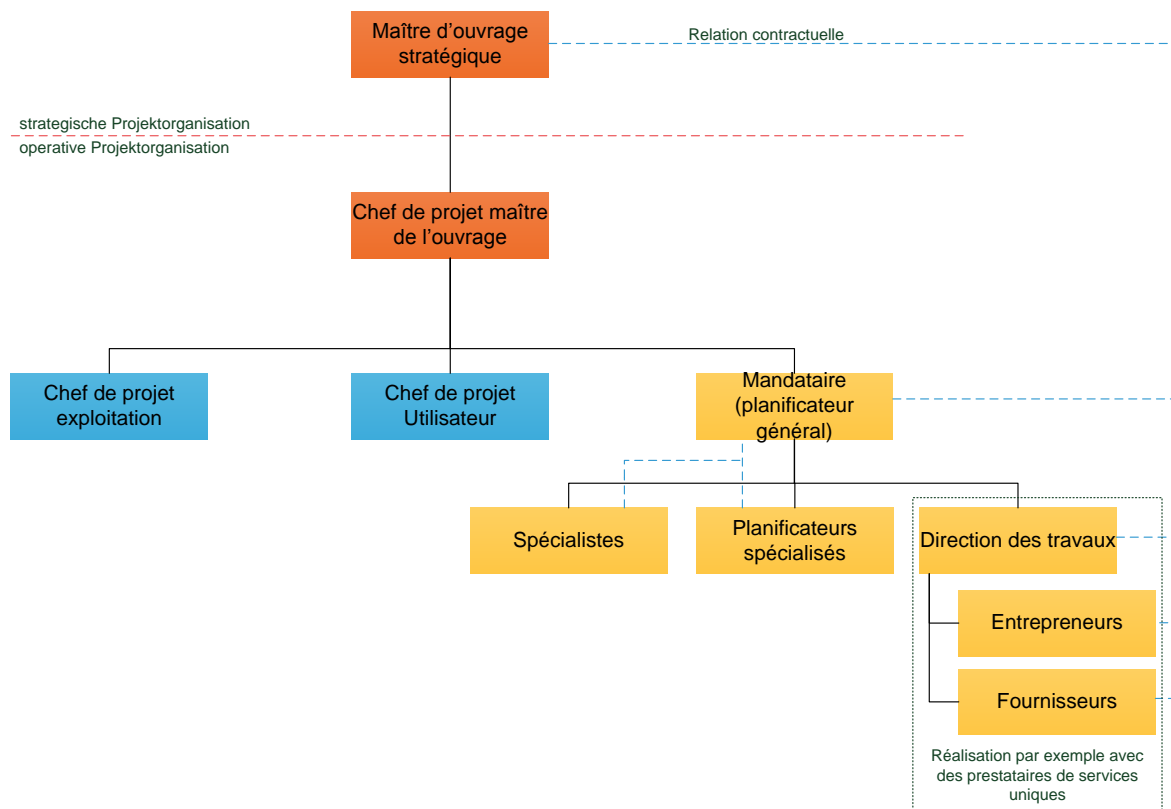 Maître d’ouvrage
stratégique
Relation contractuelle
strategische Projektorganisation
operative Projektorganisation
Chef de projet maître
de l’ouvrage
Chef de projet
exploitation
Chef de projet
Utilisateur
Mandataire
(planificateur
général)
Spécialistes
Planificateurs
spécialisés
Direction des travaux
Entrepreneurs
Fournisseurs
Réalisation par exemple avec
des prestataires de services
uniques